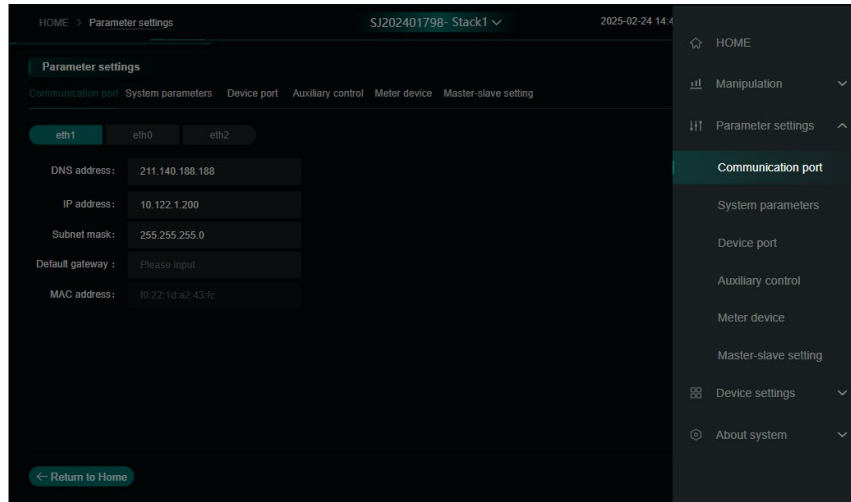 HOME > Parameter settings
SJ202401798- Stack1
2025-02-24 14:4
Parameter settings
Communication port System parameters Device port Auxiliary control Meter device Master-slave setting
eth1 eth0 eth2
DNS address: 211.140.188.188
IP address: 10.122.1.200
Subnet mask: 255.255.255.0
Default gateway : Please input
MAC address: f0:22:1d:a2:43:fc
← Return to Home
HOME
Manipulation
Parameter settings
Communication port
System parameters
Device port
Auxiliary control
Meter device
Master-slave setting
Device settings
About system